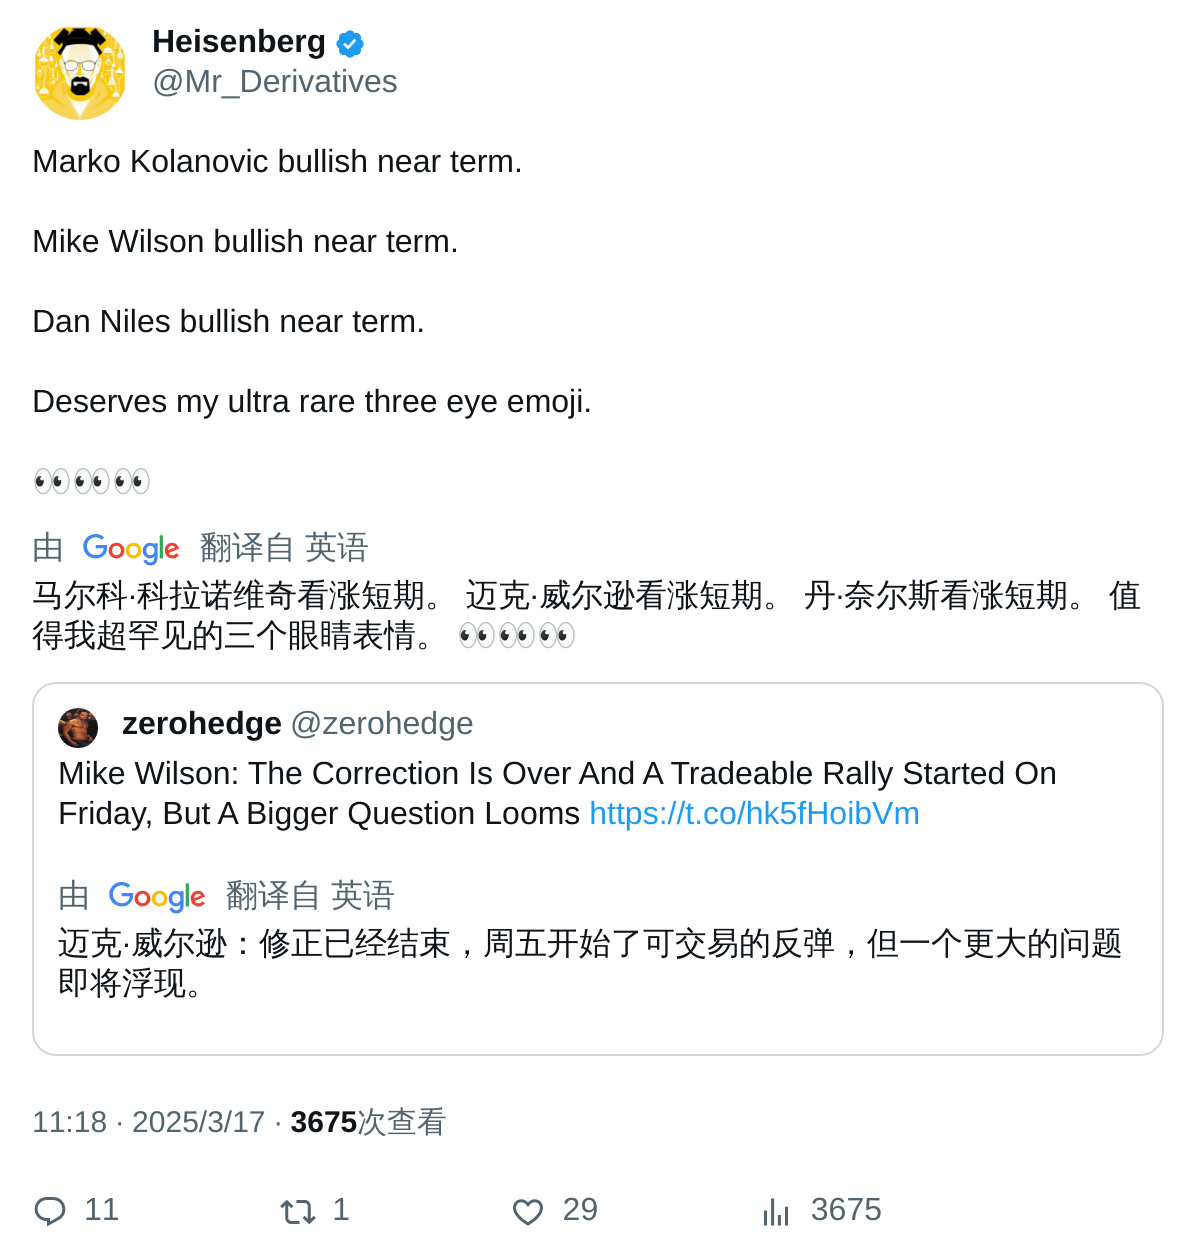 Heisenberg
@Mr_Derivatives
Marko Kolanovic bullish near term.
Mike Wilson bullish near term.
Dan Niles bullish near term.
Deserves my ultra rare three eye emoji.
👀👀👀
由 Google 翻译自 英语
马尔科·科拉诺维奇看涨短期。 迈克·威尔逊看涨短期。 丹·奈尔斯看涨短期。 值
得我超罕见的三个眼睛表情。 👀👀👀
zerohedge @zerohedge
Mike Wilson: The Correction Is Over And A Tradeable Rally Started On
Friday, But A Bigger Question Looms https://t.co/hk5fHoibVm
由 Google 翻译自 英语
迈克·威尔逊：修正已经结束，周五开始了可交易的反弹，但一个更大的问题
即将浮现。
11:18 · 2025/3/17 · 3675次查看
11 1 29 3675